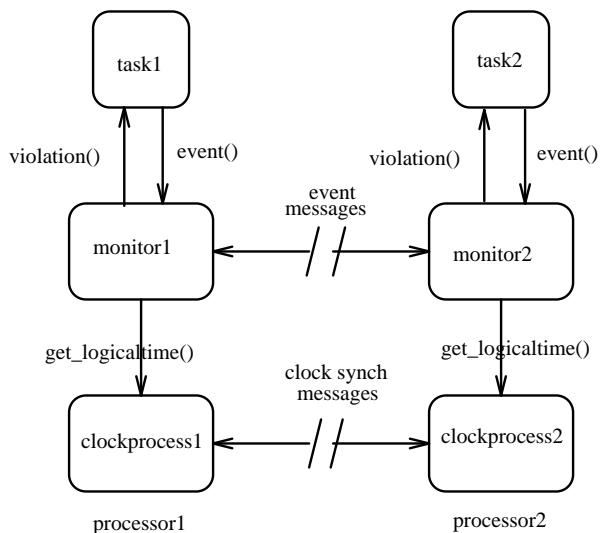 task1
task2
violation()
event()
violation()
event()
event
messages
monitor1
monitor2
get_logicaltime()
get_logicaltime()
clock synch
messages
clockprocess1
clockprocess2
processor1
processor2